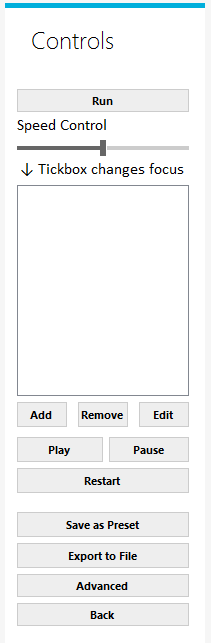 Controls
Run
Speed Control
↓ Tickbox changes focus
Add Remove Edit
Play Pause
Restart
Save as Preset
Export to File
Advanced
Back